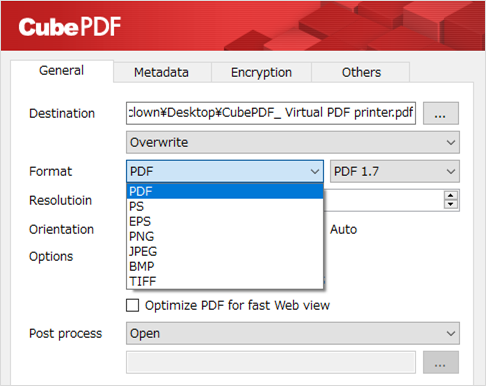 CubePDF
General Metadata Encryption Others
Destination clown¥Desktop¥CubePDF_ Virtual PDF printer.pdf ...
Overwrite
Format PDF PDF 1.7
PDF
Resolutioin
PS
EPS
Orientation PNG Auto
JPEG
Options
BMP
TIFF
Optimize PDF for fast Web view
Post process Open
...